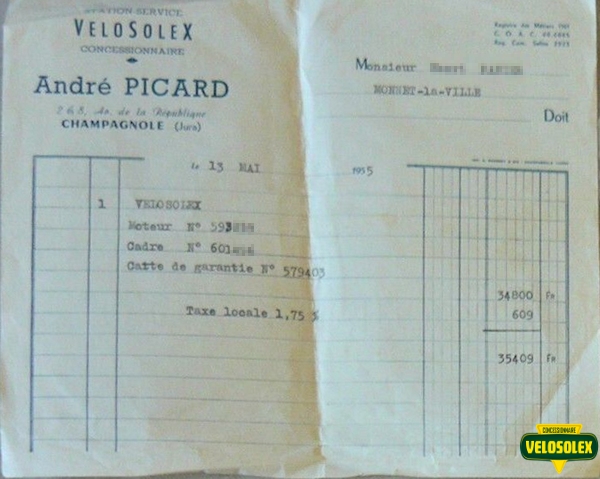 STATION-SERVICE
VELOSOLEX
CONCESSIONNAIRE
André PICARD
2 & 8, Av. de la République
CHAMPAGNOLE (Jura)
Monsieur
MONNET-la-VILLE
Doit
le 13 MAI 1955
1 VELOSOLEX
Moteur N° 593
Cadre N° 601
Carte de garantie N° 579403
34800 Fr
Taxe locale 1,75 % 609
35409 Fr
CONCESSIONNAIRE
VELOSOLEX